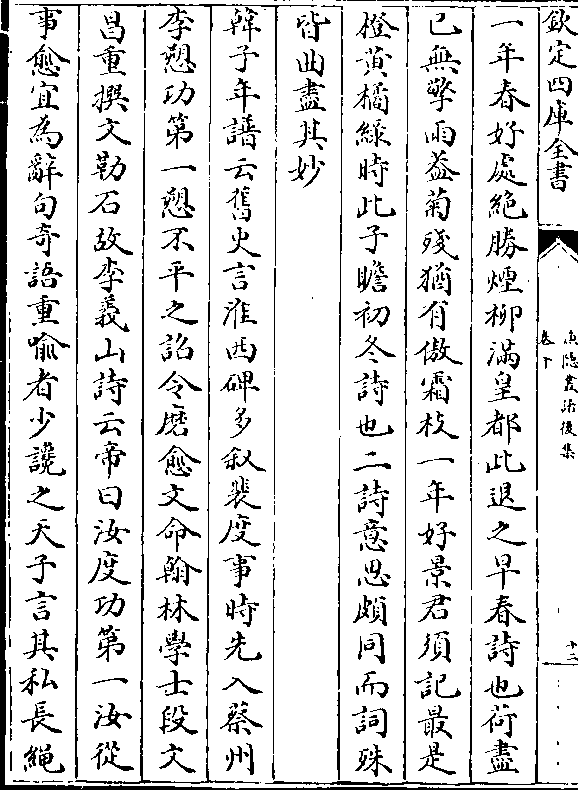 欽定四庫全書
漁隱叢話後集
卷十
十二
一年春好處絶勝煙柳滿皇都此退之早春詩也荷盡
已無擎雨葢菊殘猶有傲霜枝一年好景君須記最是
橙黄橘緑時此子瞻初冬詩也二詩意思頗同而詞殊
皆曲盡其妙
韓子年譜云舊史言淮西碑多叙裴度事時先入蔡州
李愬功第一愬不平之詔令磨愈文命翰林學士段文
昌重撰文勒石故李義山詩云帝曰汝度功第一汝從
事愈宜為辭句竒語重喻者少讒之天子言其私長䋲